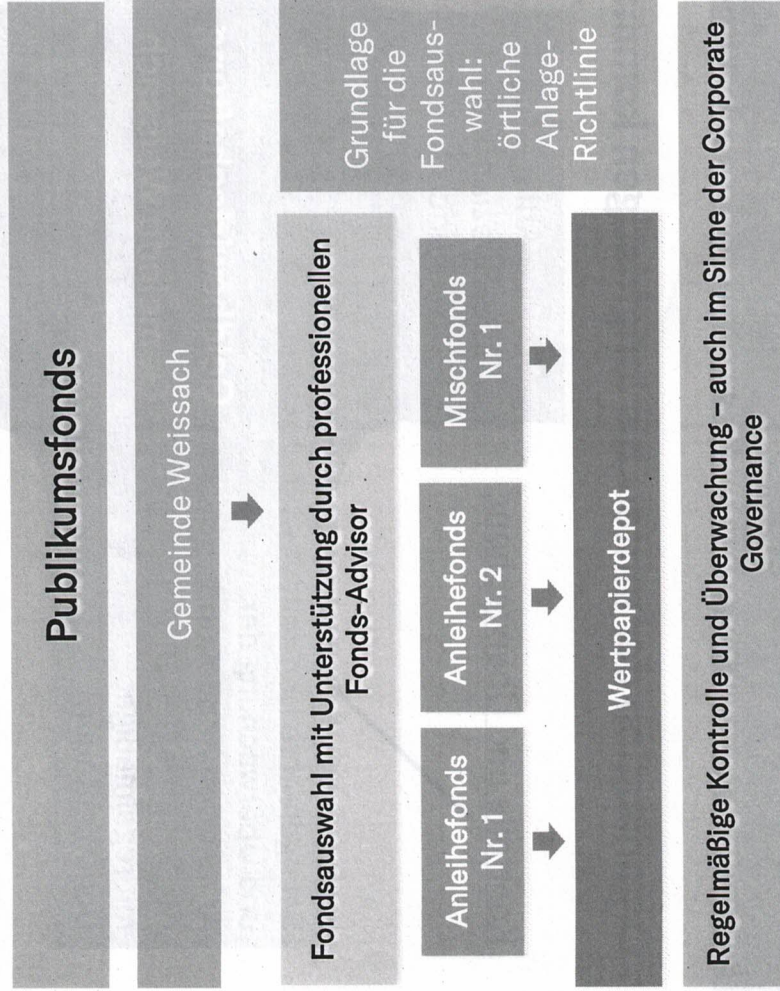 Publikumsfonds
Gemeinde Weissach
Fondsauswahl mit Unterstützung durch professionellen
Fonds-Advisor
Grundlage
für die
Fondsaus-
wahl:
örtliche
Anlage-
Richtlinie
Anleihefonds
Nr. 1
Anleihefonds
Nr. 2
Mischfonds
Nr. 1
Wertpapierdepot
Regelmäßige Kontrolle und Überwachung – auch im Sinne der Corporate
Governance